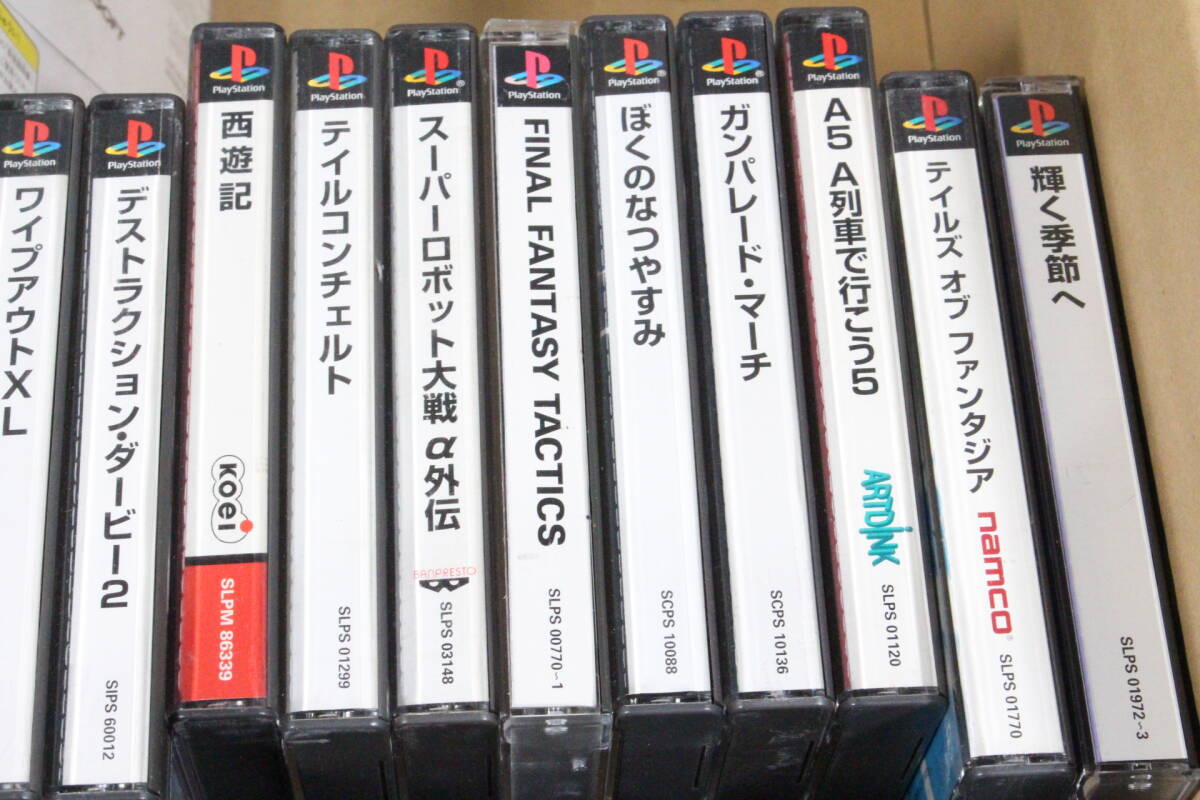 PlayStation
ワイプアウトXL
PlayStation
デストラクション・ダービー2
SIPS 60012
PlayStation
西遊記
KOEI
SLPM 86339
PlayStation
テイルコンチェルト
SLPS 01299
PlayStation
スーパーロボット大戦 α外伝
BANPRESTO
SLPS 03148
PlayStation
FINAL FANTASY TACTICS
SLPS 00770~1
PlayStation
ぼくのなつやすみ
SCPS 10088
PlayStation
ガンパレード・マーチ
SCPS 10136
PlayStation
A5 A列車で行こう5
ARTDINK
SLPS 01120
PlayStation
テイルズ オブ ファンタジア
namco
SLPS 01770
PlayStation
輝く季節へ
SLPS 01972~3